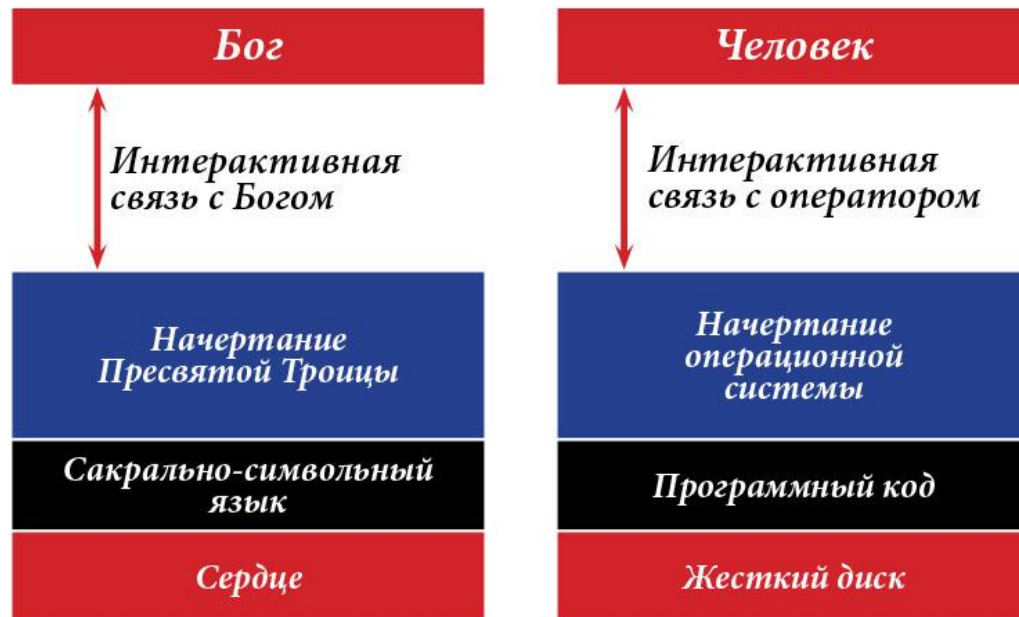 Бог
Интерактивная
связь с Богом
Начертание
Пресвятой Троицы
Сакрально-символьный
язык
Сердце
Человек
Интерактивная
связь с оператором
Начертание
операционной
системы
Программный код
Жесткий диск